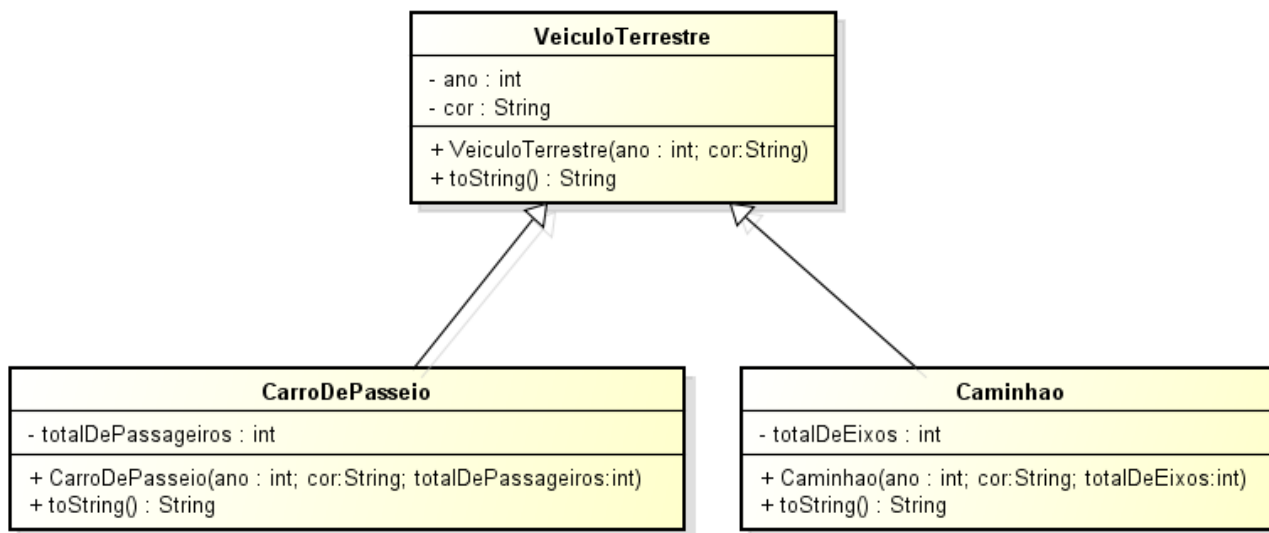 VeiculoTerrestre
- ano : int
- cor : String
+ VeiculoTerrestre(ano : int; cor:String)
+ toString() : String
CarroDePasseio
- totalDePassageiros : int
+ CarroDePasseio(ano : int; cor:String; totalDePassageiros:int)
+ toString() : String
Caminhao
- totalDeEixos : int
+ Caminhao(ano : int; cor:String; totalDeEixos:int)
+ toString() : String